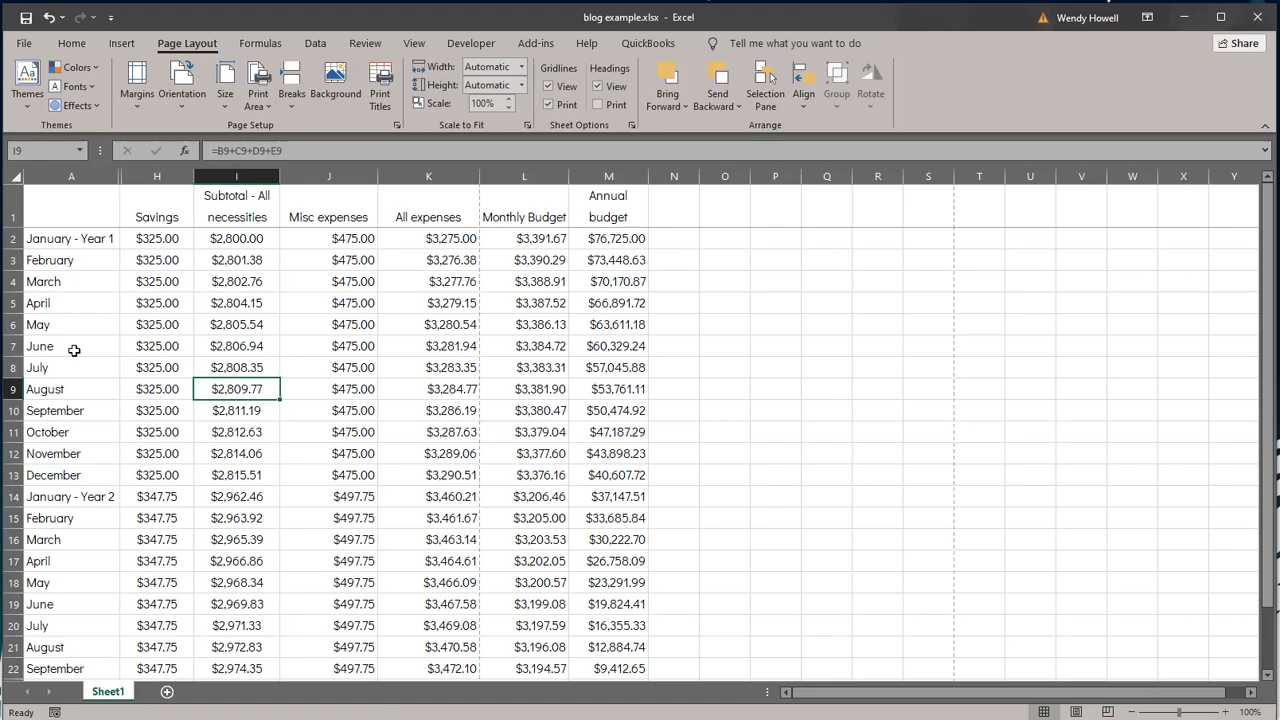 blog example.xlsx - Excel
Wendy Howell
File Home Insert Page Layout Formulas Data Review View Developer Add-ins Help QuickBooks Tell me what you want to do Share
Themes Colors Fonts Effects
Margins Orientation Size Print Area Breaks Background Print Titles
Width: Automatic
Height: Automatic
Scale: 100%
Gridlines Headings
View View
Print Print
Bring Forward Send Backward Selection Pane Align Group Rotate
Themes Page Setup Scale to Fit Sheet Options Arrange
I9 fx =B9+C9+D9+E9
A H I J K L M N O P Q R S T U V W X Y
1 Savings Subtotal - All necessities Misc expenses All expenses Monthly Budget Annual budget
2 January - Year 1 $325.00 $2,800.00 $475.00 $3,275.00 $3,391.67 $76,725.00
3 February $325.00 $2,801.38 $475.00 $3,276.38 $3,390.29 $73,448.63
4 March $325.00 $2,802.76 $475.00 $3,277.76 $3,388.91 $70,170.87
5 April $325.00 $2,804.15 $475.00 $3,279.15 $3,387.52 $66,891.72
6 May $325.00 $2,805.54 $475.00 $3,280.54 $3,386.13 $63,611.18
7 June $325.00 $2,806.94 $475.00 $3,281.94 $3,384.72 $60,329.24
8 July $325.00 $2,808.35 $475.00 $3,283.35 $3,383.31 $57,045.88
9 August $325.00 $2,809.77 $475.00 $3,284.77 $3,381.90 $53,761.11
10 September $325.00 $2,811.19 $475.00 $3,286.19 $3,380.47 $50,474.92
11 October $325.00 $2,812.63 $475.00 $3,287.63 $3,379.04 $47,187.29
12 November $325.00 $2,814.06 $475.00 $3,289.06 $3,377.60 $43,898.23
13 December $325.00 $2,815.51 $475.00 $3,290.51 $3,376.16 $40,607.72
14 January - Year 2 $347.75 $2,962.46 $497.75 $3,460.21 $3,206.46 $37,147.51
15 February $347.75 $2,963.92 $497.75 $3,461.67 $3,205.00 $33,685.84
16 March $347.75 $2,965.39 $497.75 $3,463.14 $3,203.53 $30,222.70
17 April $347.75 $2,966.86 $497.75 $3,464.61 $3,202.05 $26,758.09
18 May $347.75 $2,968.34 $497.75 $3,466.09 $3,200.57 $23,291.99
19 June $347.75 $2,969.83 $497.75 $3,467.58 $3,199.08 $19,824.41
20 July $347.75 $2,971.33 $497.75 $3,469.08 $3,197.59 $16,355.33
21 August $347.75 $2,972.83 $497.75 $3,470.58 $3,196.08 $12,884.74
22 September $347.75 $2,974.35 $497.75 $3,472.10 $3,194.57 $9,412.65
Sheet1
Ready 100%